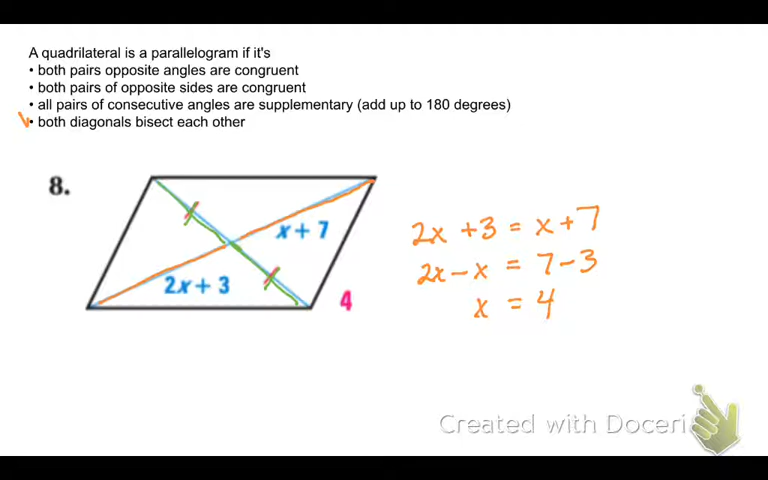 A quadrilateral is a parallelogram if it's
• both pairs opposite angles are congruent
• both pairs of opposite sides are congruent
• all pairs of consecutive angles are supplementary (add up to 180 degrees)
• both diagonals bisect each other
8.
x + 7
2x + 3
4
2x + 3 = x + 7
2x - x = 7 - 3
x = 4
Created with Doceri